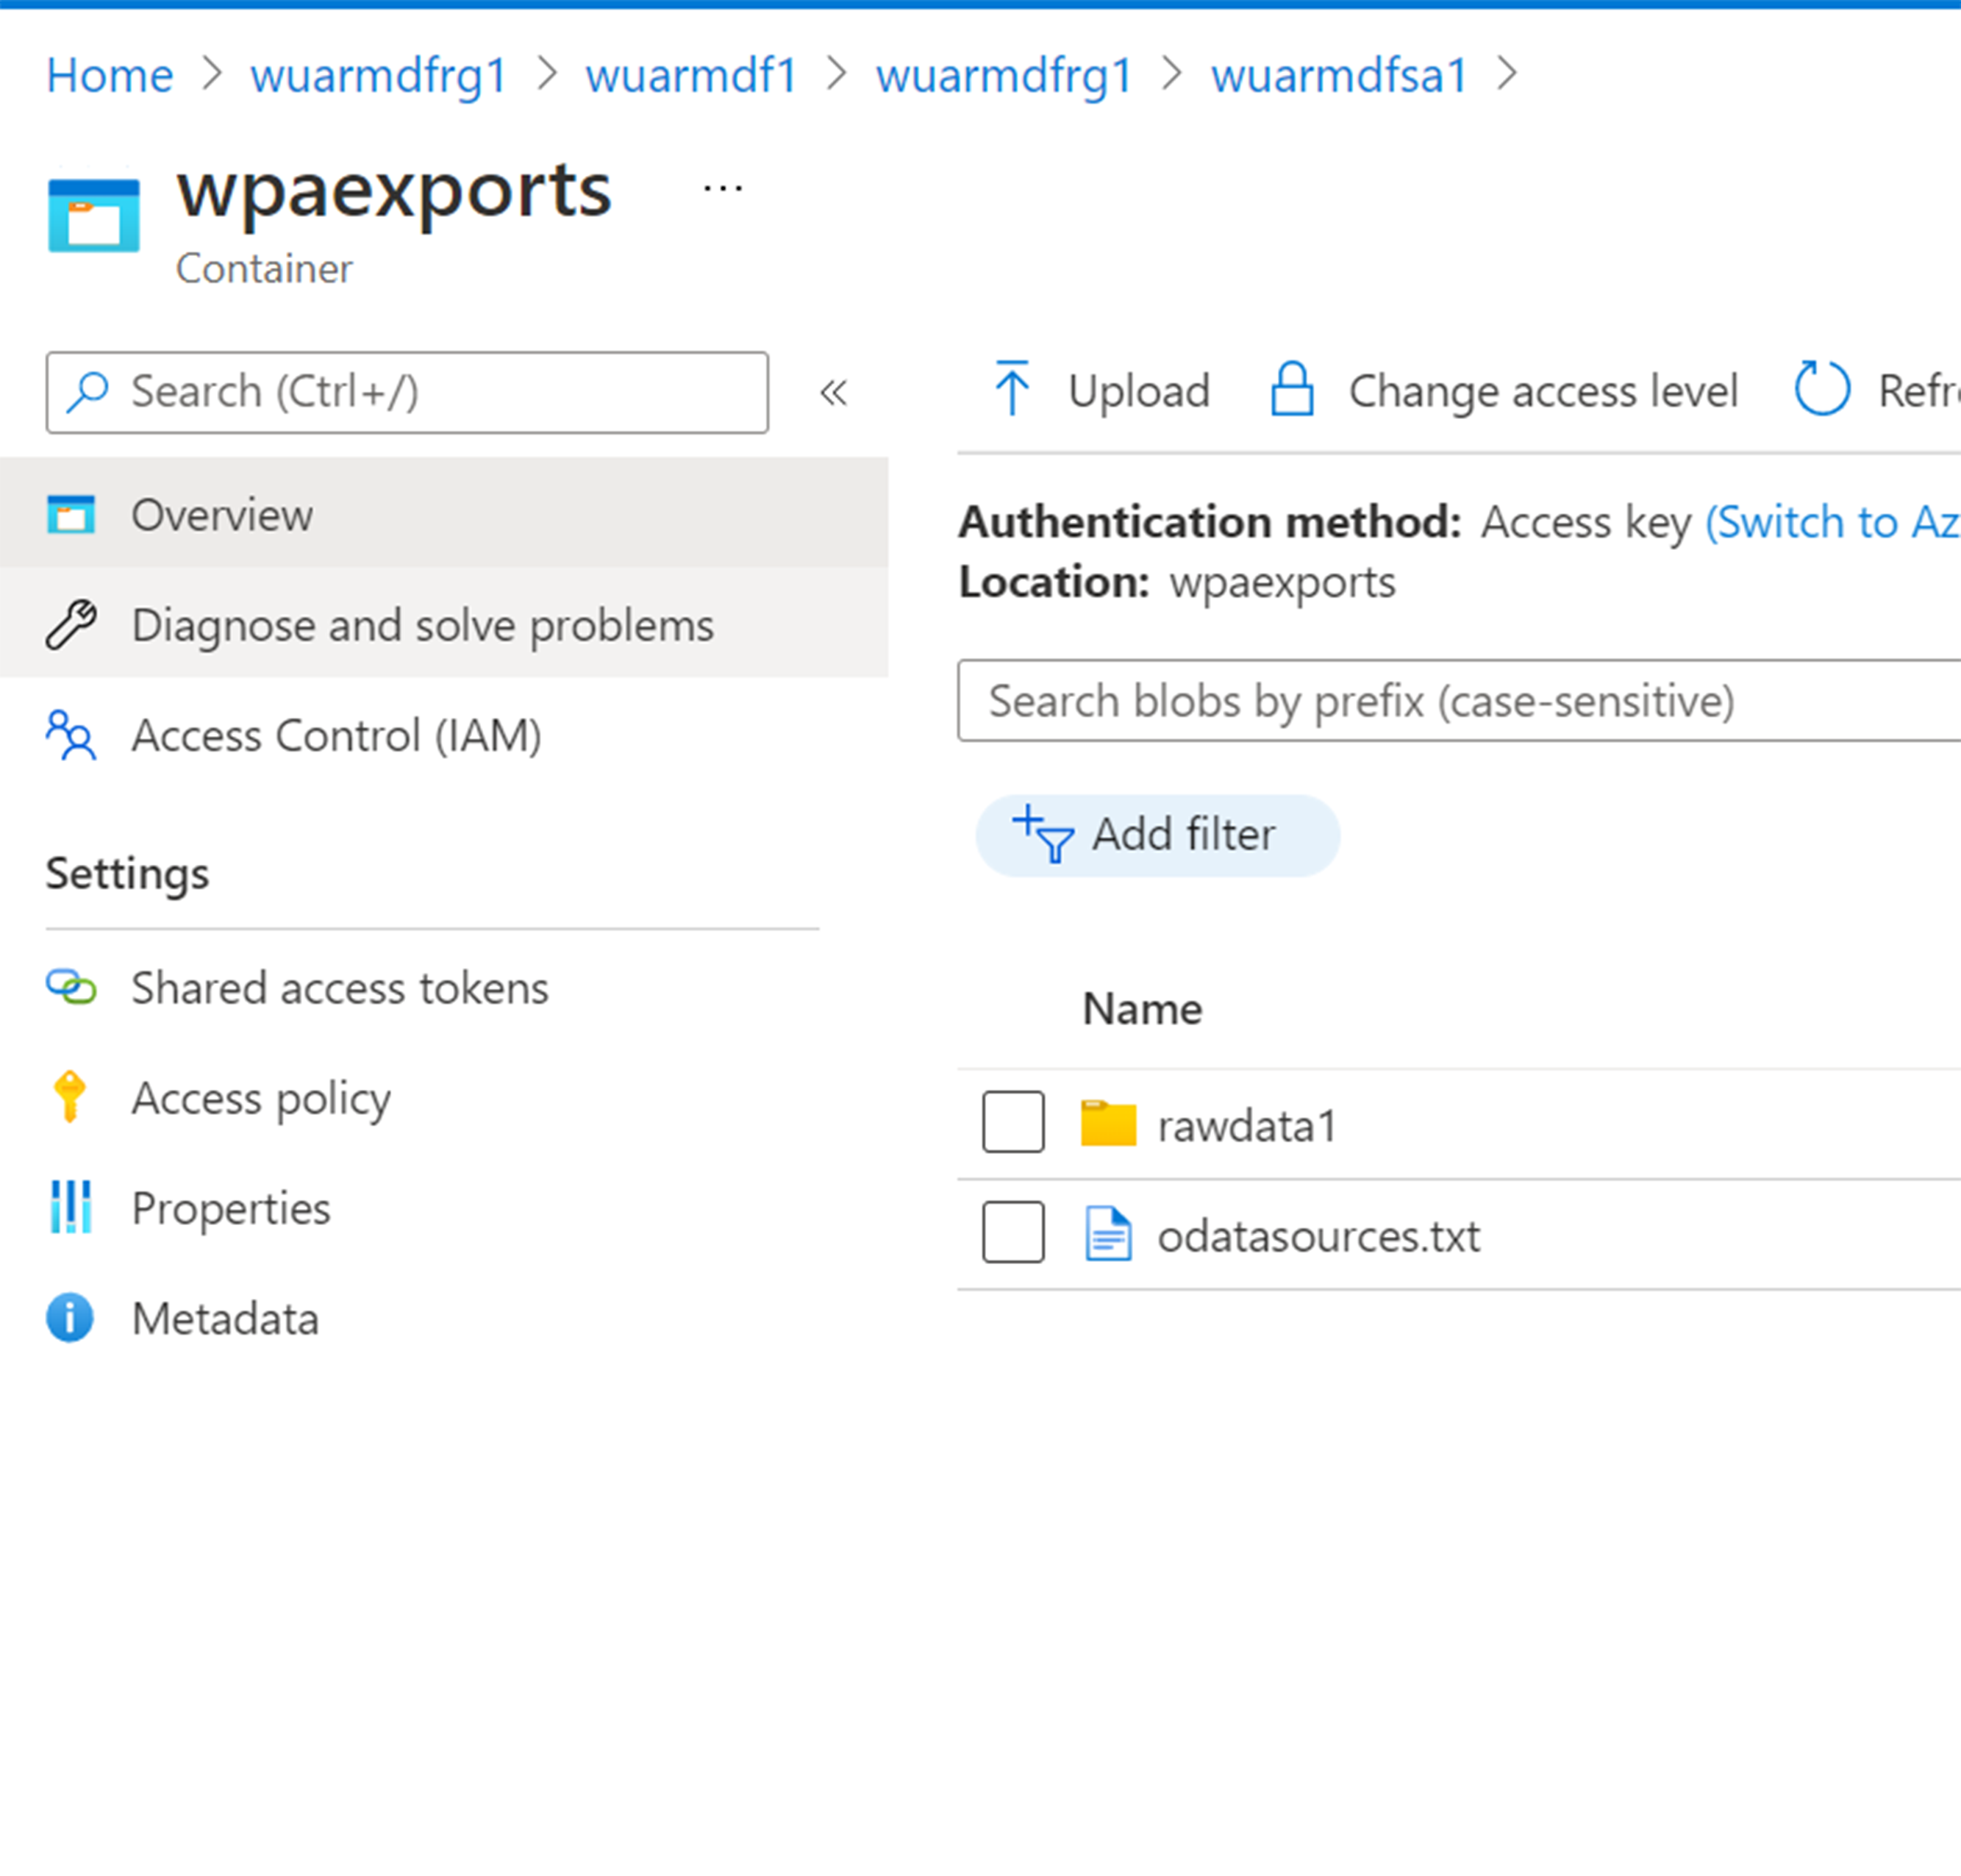 Home > wuarmdfrg1 > wuarmdf1 > wuarmdfrg1 > wuarmdfsa1 >
wpaexports ...
Container
Search (Ctrl+/) «
Overview
Diagnose and solve problems
Access Control (IAM)
Settings
Shared access tokens
Access policy
Properties
Metadata
Upload Change access level Refr
Authentication method: Access key (Switch to Az
Location: wpaexports
Search blobs by prefix (case-sensitive)
Add filter
Name
rawdata1
odatasources.txt